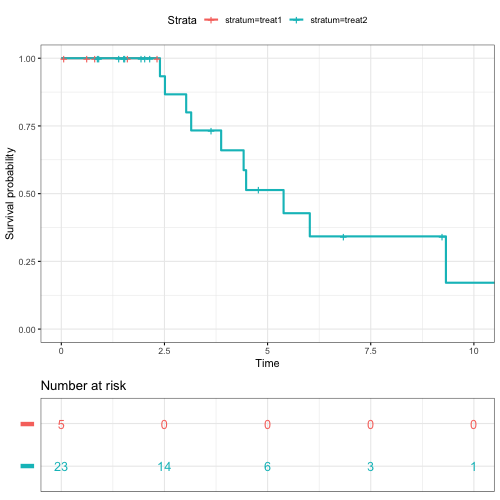 Strata stratum=treat1 stratum=treat2
1.00
0.75
0.50
0.25
0.00
Survival probability
0 2.5 5 7.5 10
Time
Number at risk
5 0 0 0 0
23 14 6 3 1